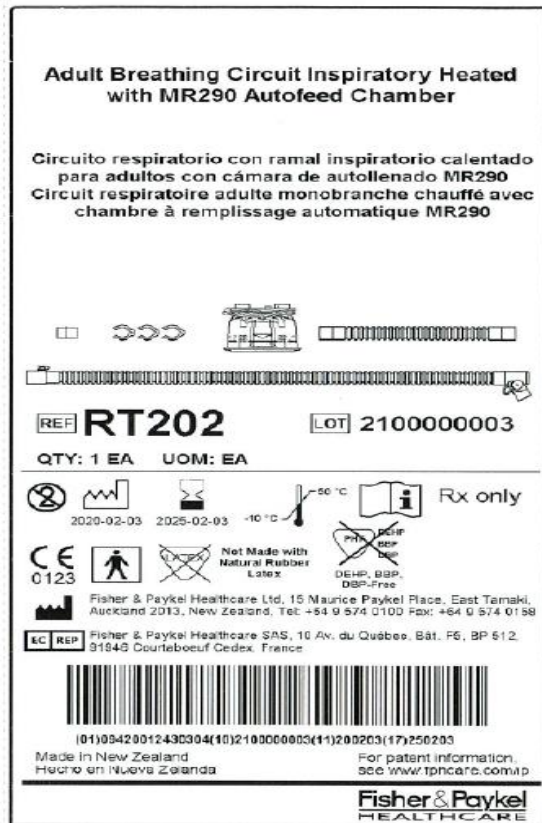 Adult Breathing Circuit Inspiratory Heated
with MR290 Autofeed Chamber
Circuito respiratorio con ramal inspiratorio calentado
para adultos con cámara de autollenado MR290
Circuit respiratoire adulte monobranche chauffé avec
chambre à remplissage automatique MR290
REF RT202 LOT 2100000003
QTY: 1 EA UOM: EA
2 2020-02-03 2025-02-03 -10 °C 50 °C i Rx only
CE 0123
LATEX
Not Made with
Natural Rubber
Latex
PHT DEHP
BBP
DBP
DEHP, BBP,
DBP-Free
Fisher & Paykel Healthcare Ltd, 15 Maurice Paykel Place, East Tamaki,
Auckland 2013, New Zealand, Tel: +64 9 574 0100 Fax: +64 9 574 0158
EC REP Fisher & Paykel Healthcare SAS, 10 Av. du Québec, Bât. F5, BP 512,
91946 Courtaboeuf Cedex, France
(01)09420012430304(10)2100000003(11)200203(17)250203
Made in New Zealand
Hecho en Nueva Zelanda
For patent information,
see www.fphcare.com/ip
Fisher & Paykel
HEALTHCARE